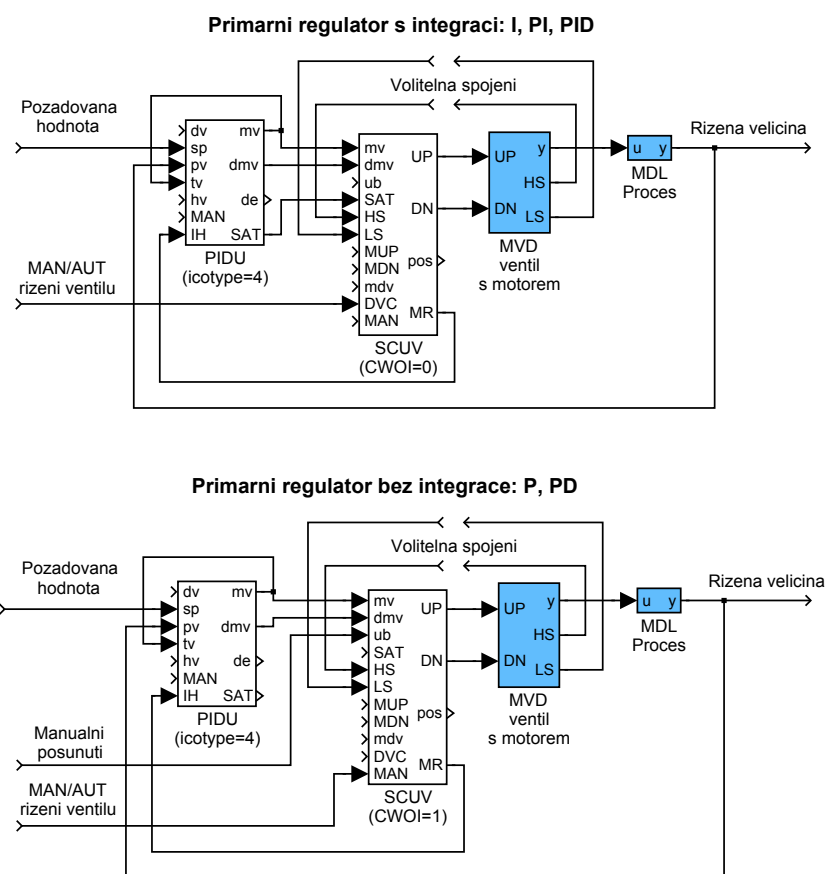 Primarni regulator s integraci: I, PI, PID
Volitelna spojeni
Pozadovana
hodnota
Rizena velicina
dv
sp
pv
tv
hv
MAN
IH
mv
dmv
de
SAT
PIDU
(icotype=4)
mv
dmv
ub
SAT
HS
LS
MUP
MDN
mdv
DVC
MAN
UP
DN
pos
MR
SCUV
(CWOI=0)
UP
DN
y
HS
LS
MVD
ventil
s motorem
u y
MDL
Proces
MAN/AUT
rizeni ventilu
Primarni regulator bez integrace: P, PD
Volitelna spojeni
Pozadovana
hodnota
Rizena velicina
dv
sp
pv
tv
hv
MAN
IH
mv
dmv
de
SAT
PIDU
(icotype=4)
mv
dmv
ub
SAT
HS
LS
MUP
MDN
mdv
DVC
MAN
UP
DN
pos
MR
SCUV
(CWOI=1)
UP
DN
y
HS
LS
MVD
ventil
s motorem
u y
MDL
Proces
Manualni
posunuti
MAN/AUT
rizeni ventilu